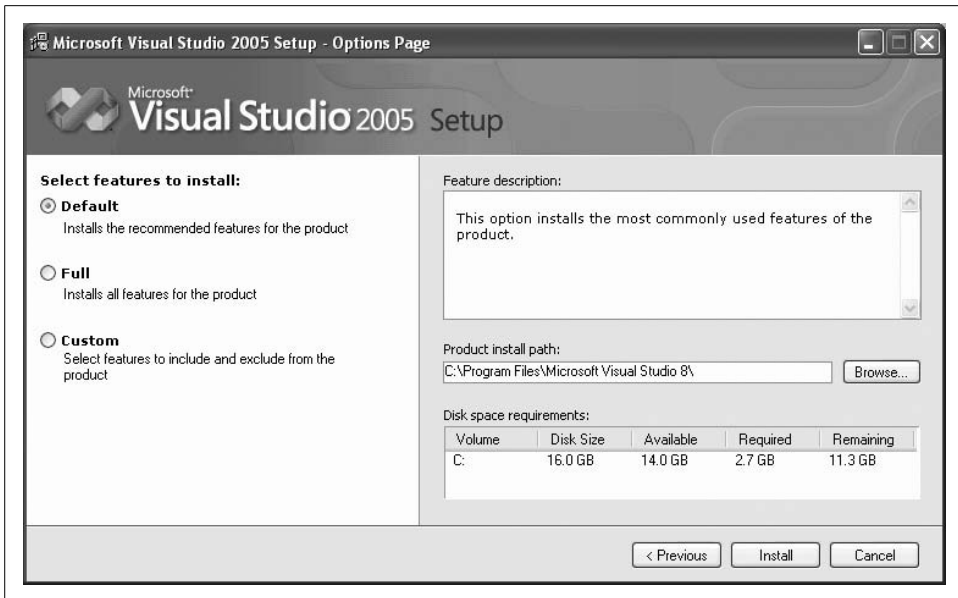 Microsoft Visual Studio 2005 Setup - Options Page
Microsoft
Visual Studio 2005 Setup
Select features to install:
Default
Installs the recommended features for the product
Full
Installs all features for the product
Custom
Select features to include and exclude from the
product
Feature description:
This option installs the most commonly used features of the
product.
Product install path:
C:\Program Files\Microsoft Visual Studio 8\
Browse...
Disk space requirements:
Volume Disk Size Available Required Remaining
C: 16.0 GB 14.0 GB 2.7 GB 11.3 GB
< Previous Install Cancel